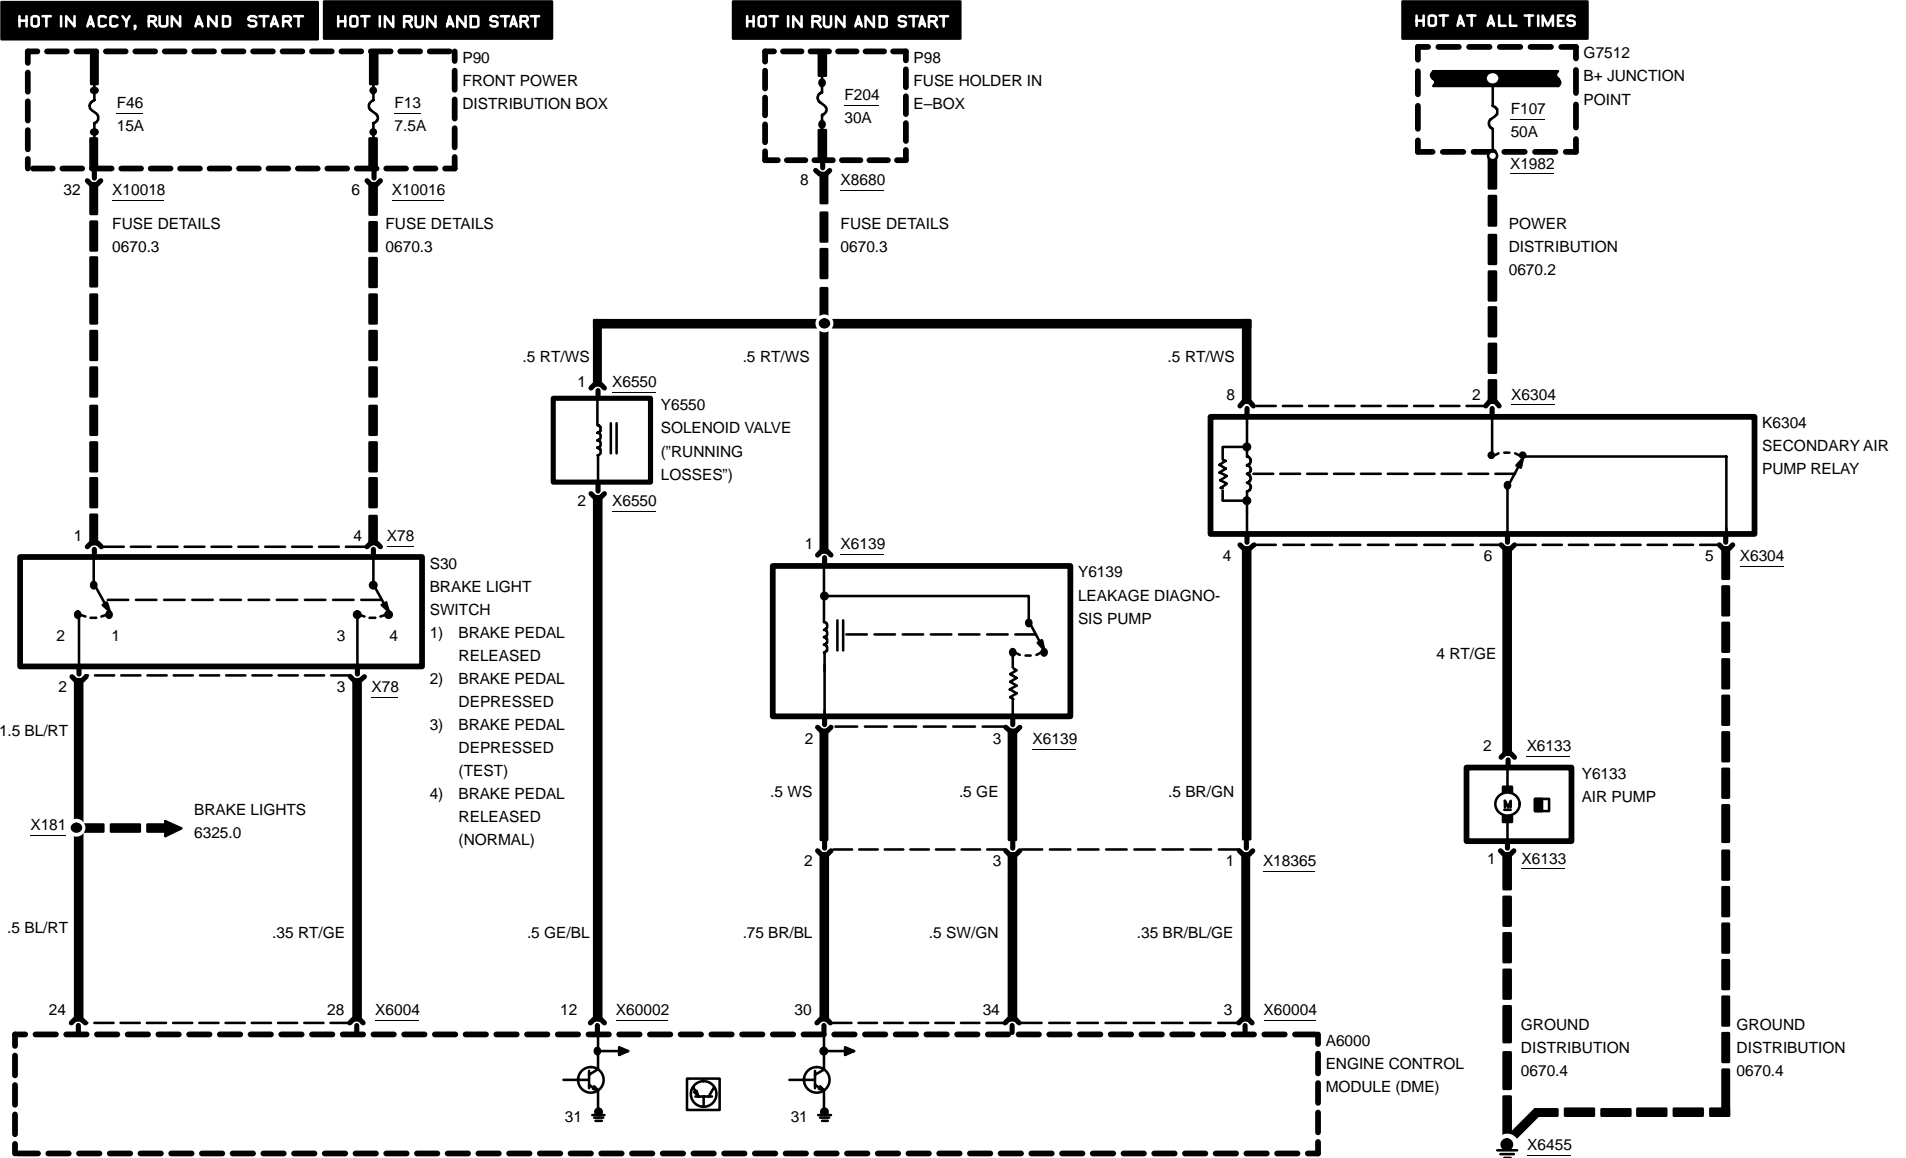 HOT IN ACCY, RUN AND START
HOT IN RUN AND START
HOT IN RUN AND START
HOT AT ALL TIMES
P90
FRONT POWER
DISTRIBUTION BOX
F46
15A
F13
7.5A
P98
FUSE HOLDER IN
E–BOX
F204
30A
G7512
B+ JUNCTION
POINT
F107
50A
X1982
32
X10018
6
X10016
8
X8680
FUSE DETAILS
0670.3
FUSE DETAILS
0670.3
FUSE DETAILS
0670.3
POWER
DISTRIBUTION
0670.2
.5 RT/WS
.5 RT/WS
.5 RT/WS
1
X6550
Y6550
SOLENOID VALVE
("RUNNING
LOSSES")
2
X6550
8
2
X6304
K6304
SECONDARY AIR
PUMP RELAY
4
6
5
X6304
1
4
X78
S30
BRAKE LIGHT
SWITCH
1) BRAKE PEDAL
RELEASED
2) BRAKE PEDAL
DEPRESSED
3) BRAKE PEDAL
DEPRESSED
(TEST)
4) BRAKE PEDAL
RELEASED
(NORMAL)
2
1
3
4
2
3
X78
1
X6139
Y6139
LEAKAGE DIAGNO-
SIS PUMP
2
3
X6139
4 RT/GE
1.5 BL/RT
2
X6133
Y6133
AIR PUMP
M
1
X6133
.5 WS
.5 GE
.5 BR/GN
X181
BRAKE LIGHTS
6325.0
2
3
1
X18365
.5 BL/RT
.35 RT/GE
.5 GE/BL
.75 BR/BL
.5 SW/GN
.35 BR/BL/GE
24
28
X6004
12
X60002
30
34
3
X60004
A6000
ENGINE CONTROL
MODULE (DME)
31
31
GROUND
DISTRIBUTION
0670.4
GROUND
DISTRIBUTION
0670.4
X6455